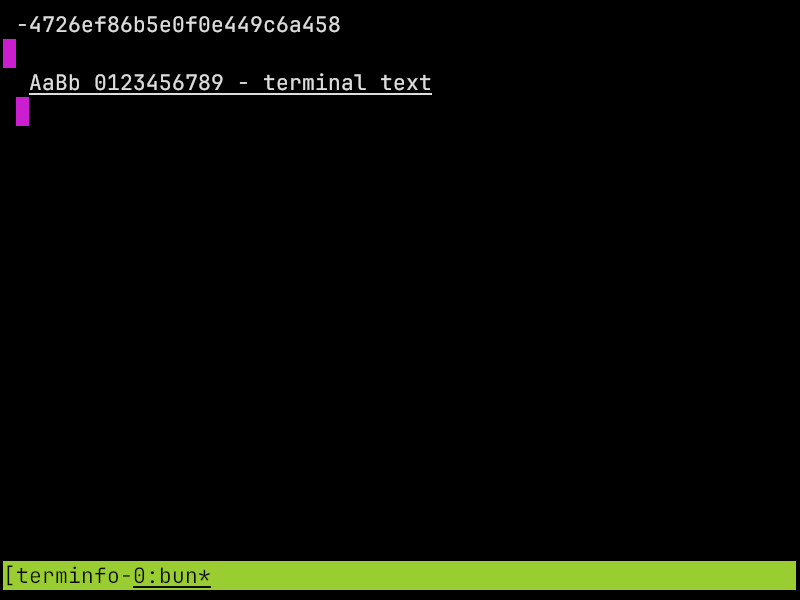 -4726ef86b5e0f0e449c6a458
AaBb 0123456789 - terminal text
[terminfo-0:bun*